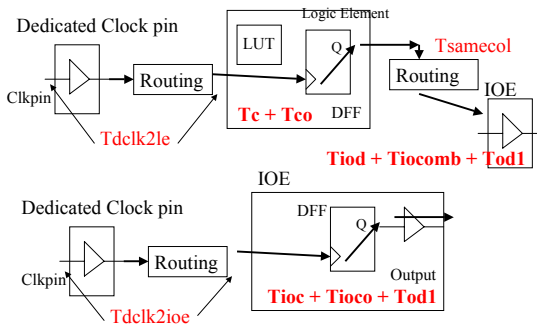 Logic Element
Dedicated Clock pin
LUT
Q
Tsamecol
Routing
Routing
IOE
Clkpin
Tc + Tco
DFF
Tdclk2le
Tiod + Tiocomb + Tod1
IOE
Dedicated Clock pin
DFF
Q
Routing
Clkpin
Output
Tioc + Tioco + Tod1
Tdclk2ioe